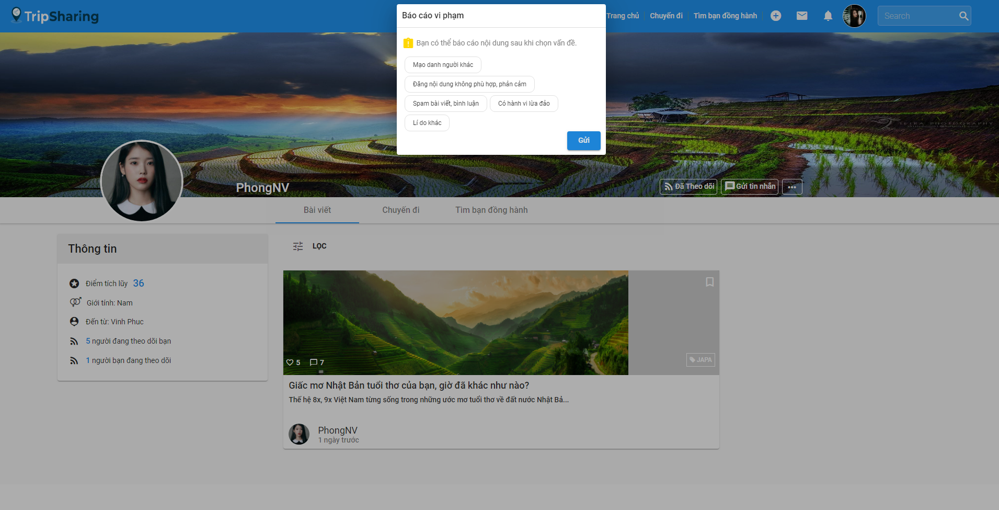 TripSharing
Trang chủ
Chuyến đi
Tìm bạn đồng hành
Search
Báo cáo vi phạm
Bạn có thể báo cáo nội dung sau khi chọn vấn đề.
Mạo danh người khác
Đăng nội dung không phù hợp, phản cảm
Spam bài viết, bình luận
Có hành vi lừa đảo
Lí do khác
Gửi
PHOTOGRAPHY
PhongNV
Đã Theo dõi
Gửi tin nhắn
Bài viết
Chuyến đi
Tìm bạn đồng hành
Thông tin
Điểm tích lũy 36
Giới tính: Nam
Đến từ: Vinh Phuc
5 người đang theo dõi bạn
1 người bạn đang theo dõi
LỌC
5
7
JAPA
Giấc mơ Nhật Bản tuổi thơ của bạn, giờ đã khác như nào?
Thế hệ 8x, 9x Việt Nam từng sống trong những ước mơ tuổi thơ về đất nước Nhật Bả...
PhongNV
1 ngày trước